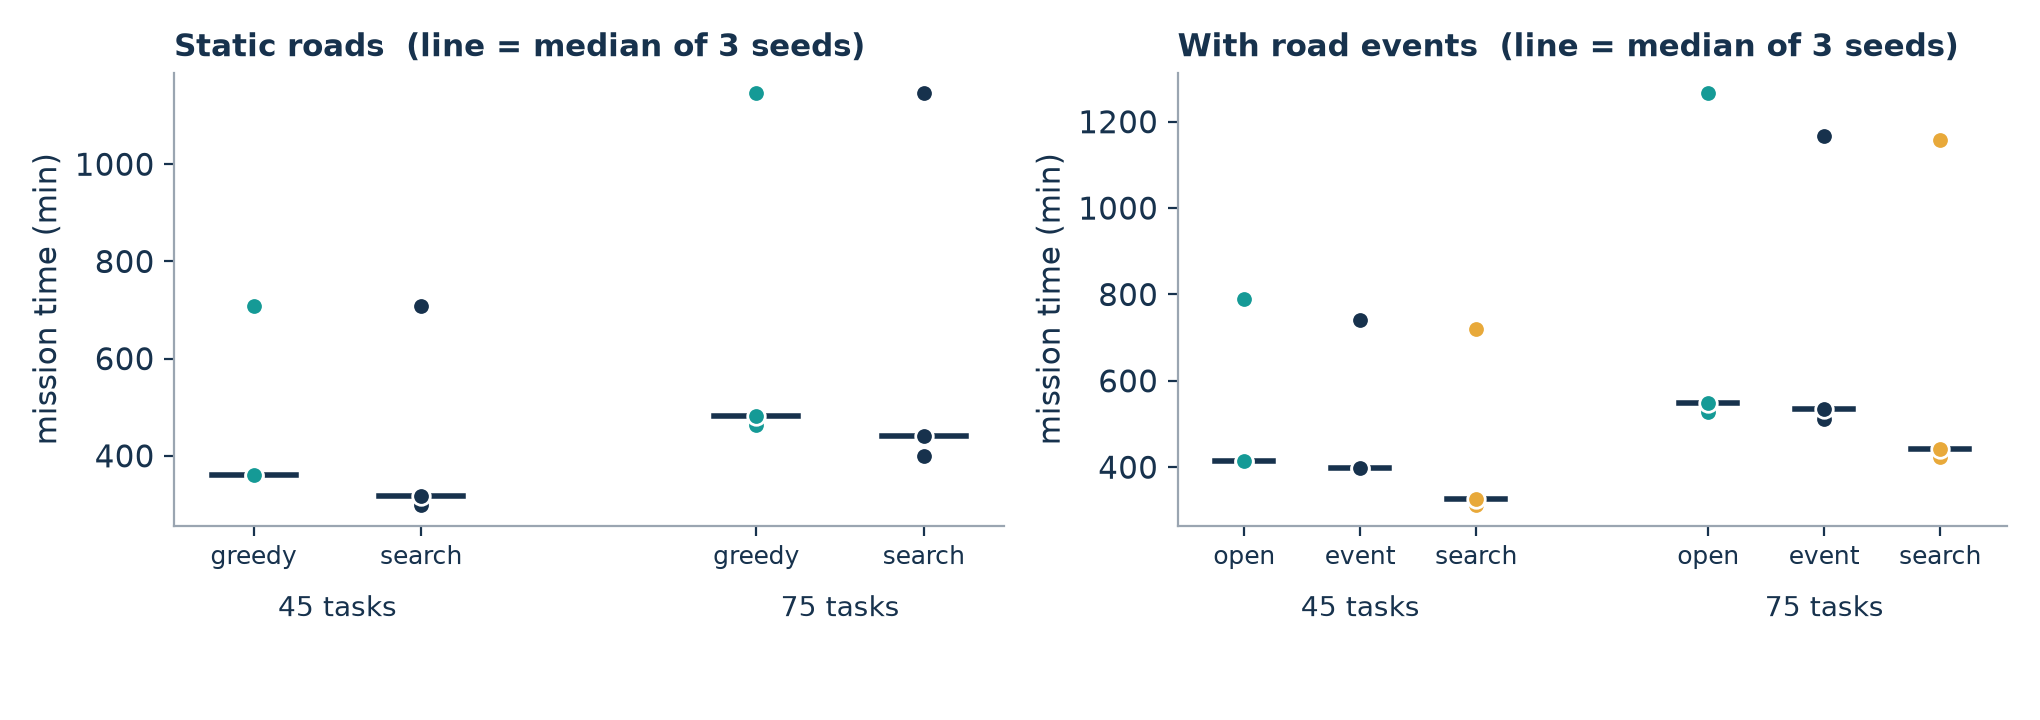 Static roads  (line = median of 3 seeds)
mission time (min)
1000
800
600
400
greedy
search
greedy
search
45 tasks
75 tasks
With road events  (line = median of 3 seeds)
mission time (min)
1200
1000
800
600
400
open
event
search
open
event
search
45 tasks
75 tasks